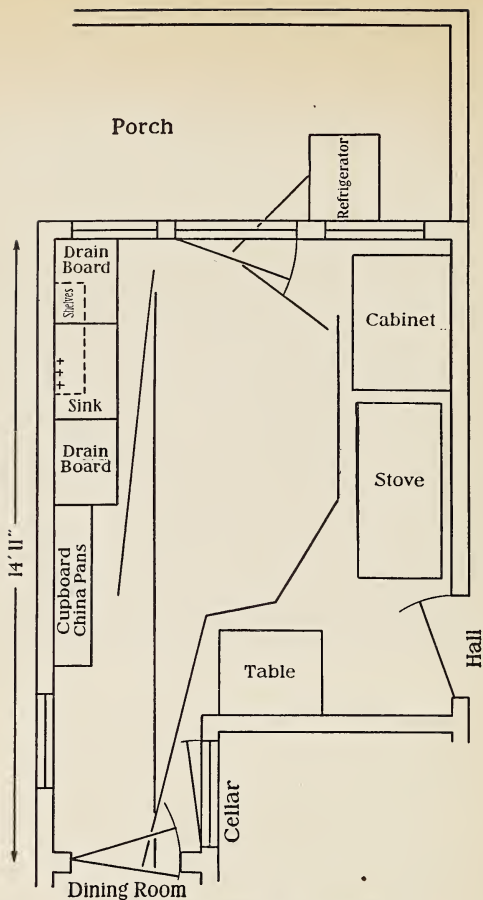 Porch
Refrigerator
Drain
Board
Shelves
+++
Sink
Drain
Board
Cabinet
Stove
14' 11"
Cupboard
China Pans
Table
Hall
Cellar
Dining Room